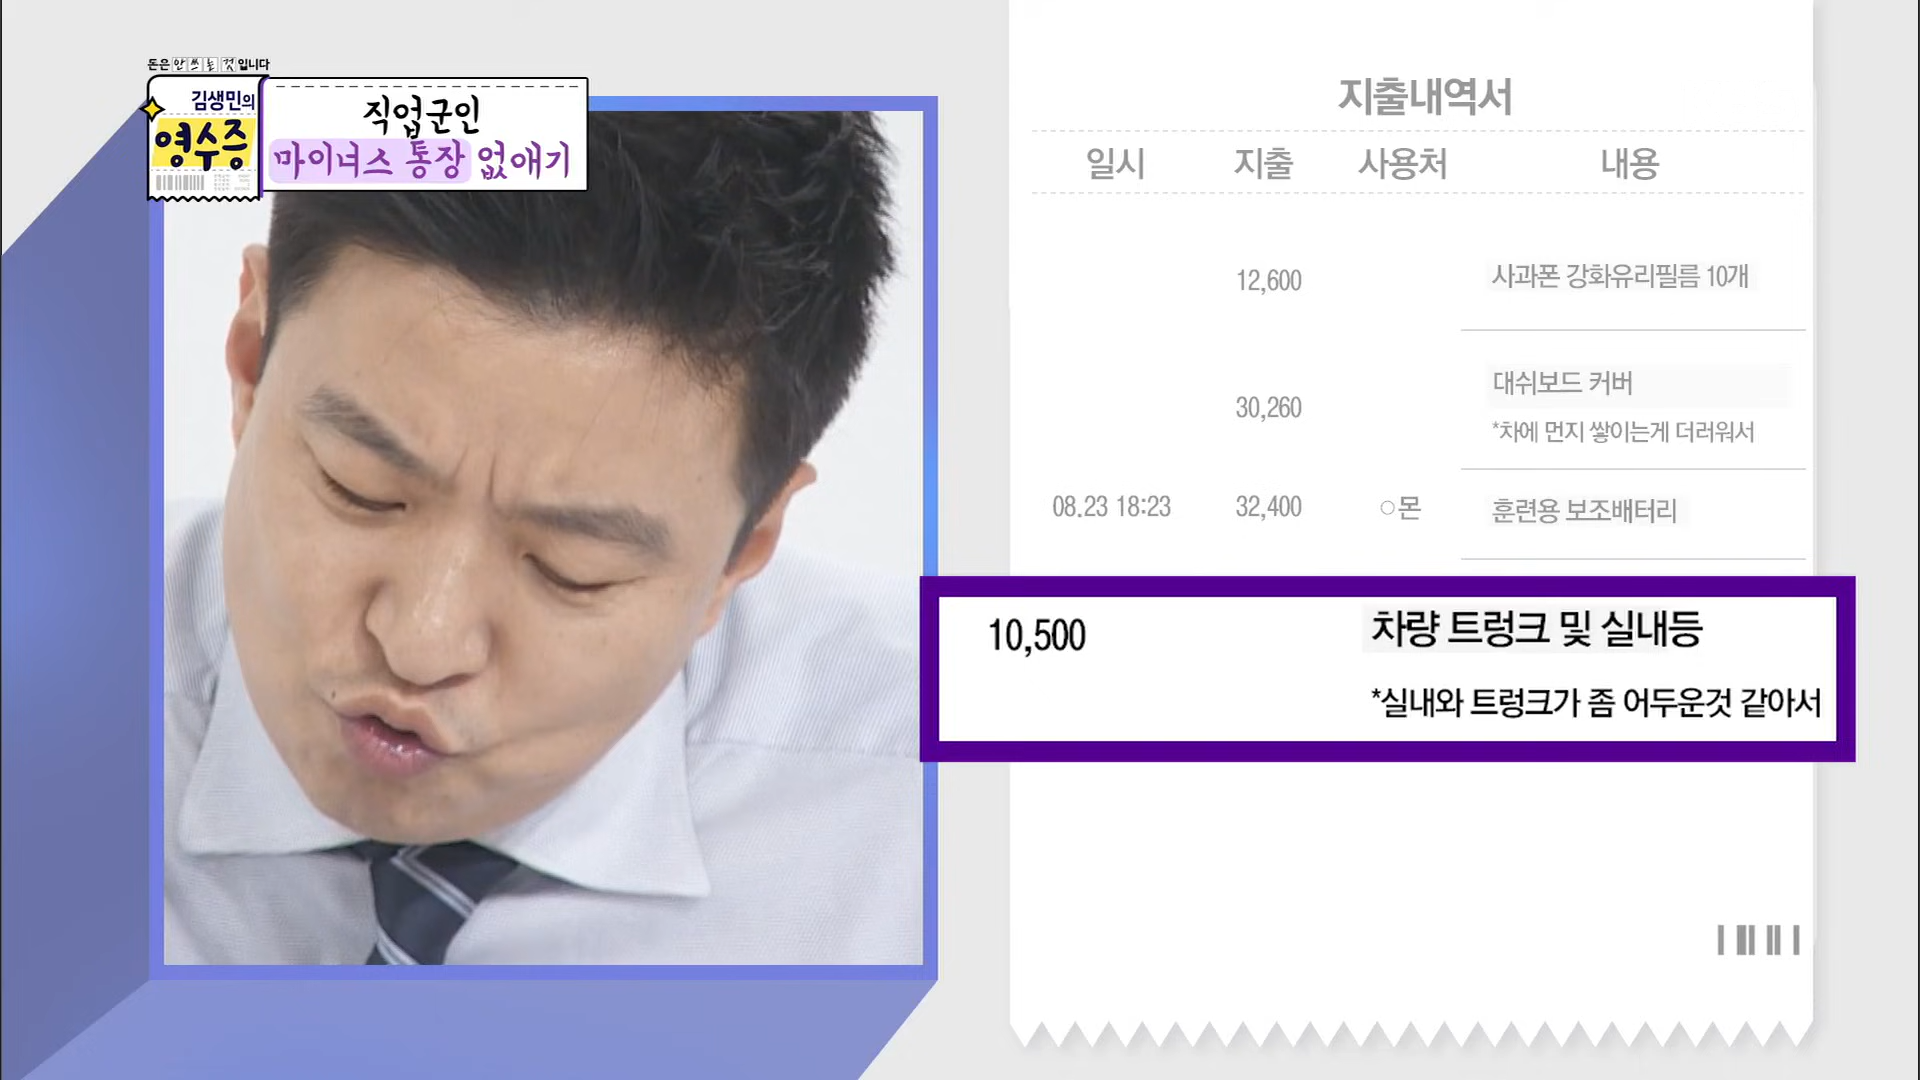 돈은 안 쓰는 것 입니다
김생민의
영수증
직업군인
마이너스 통장 없애기
지출내역서
일시 지출 사용처 내용
12,600 사과폰 강화유리필름 10개
30,260 대쉬보드 커버
*차에 먼지 쌓이는게 더러워서
08.23 18:23 32,400 ○몬 훈련용 보조배터리
10,500 차량 트렁크 및 실내등
*실내와 트렁크가 좀 어두운것 같아서